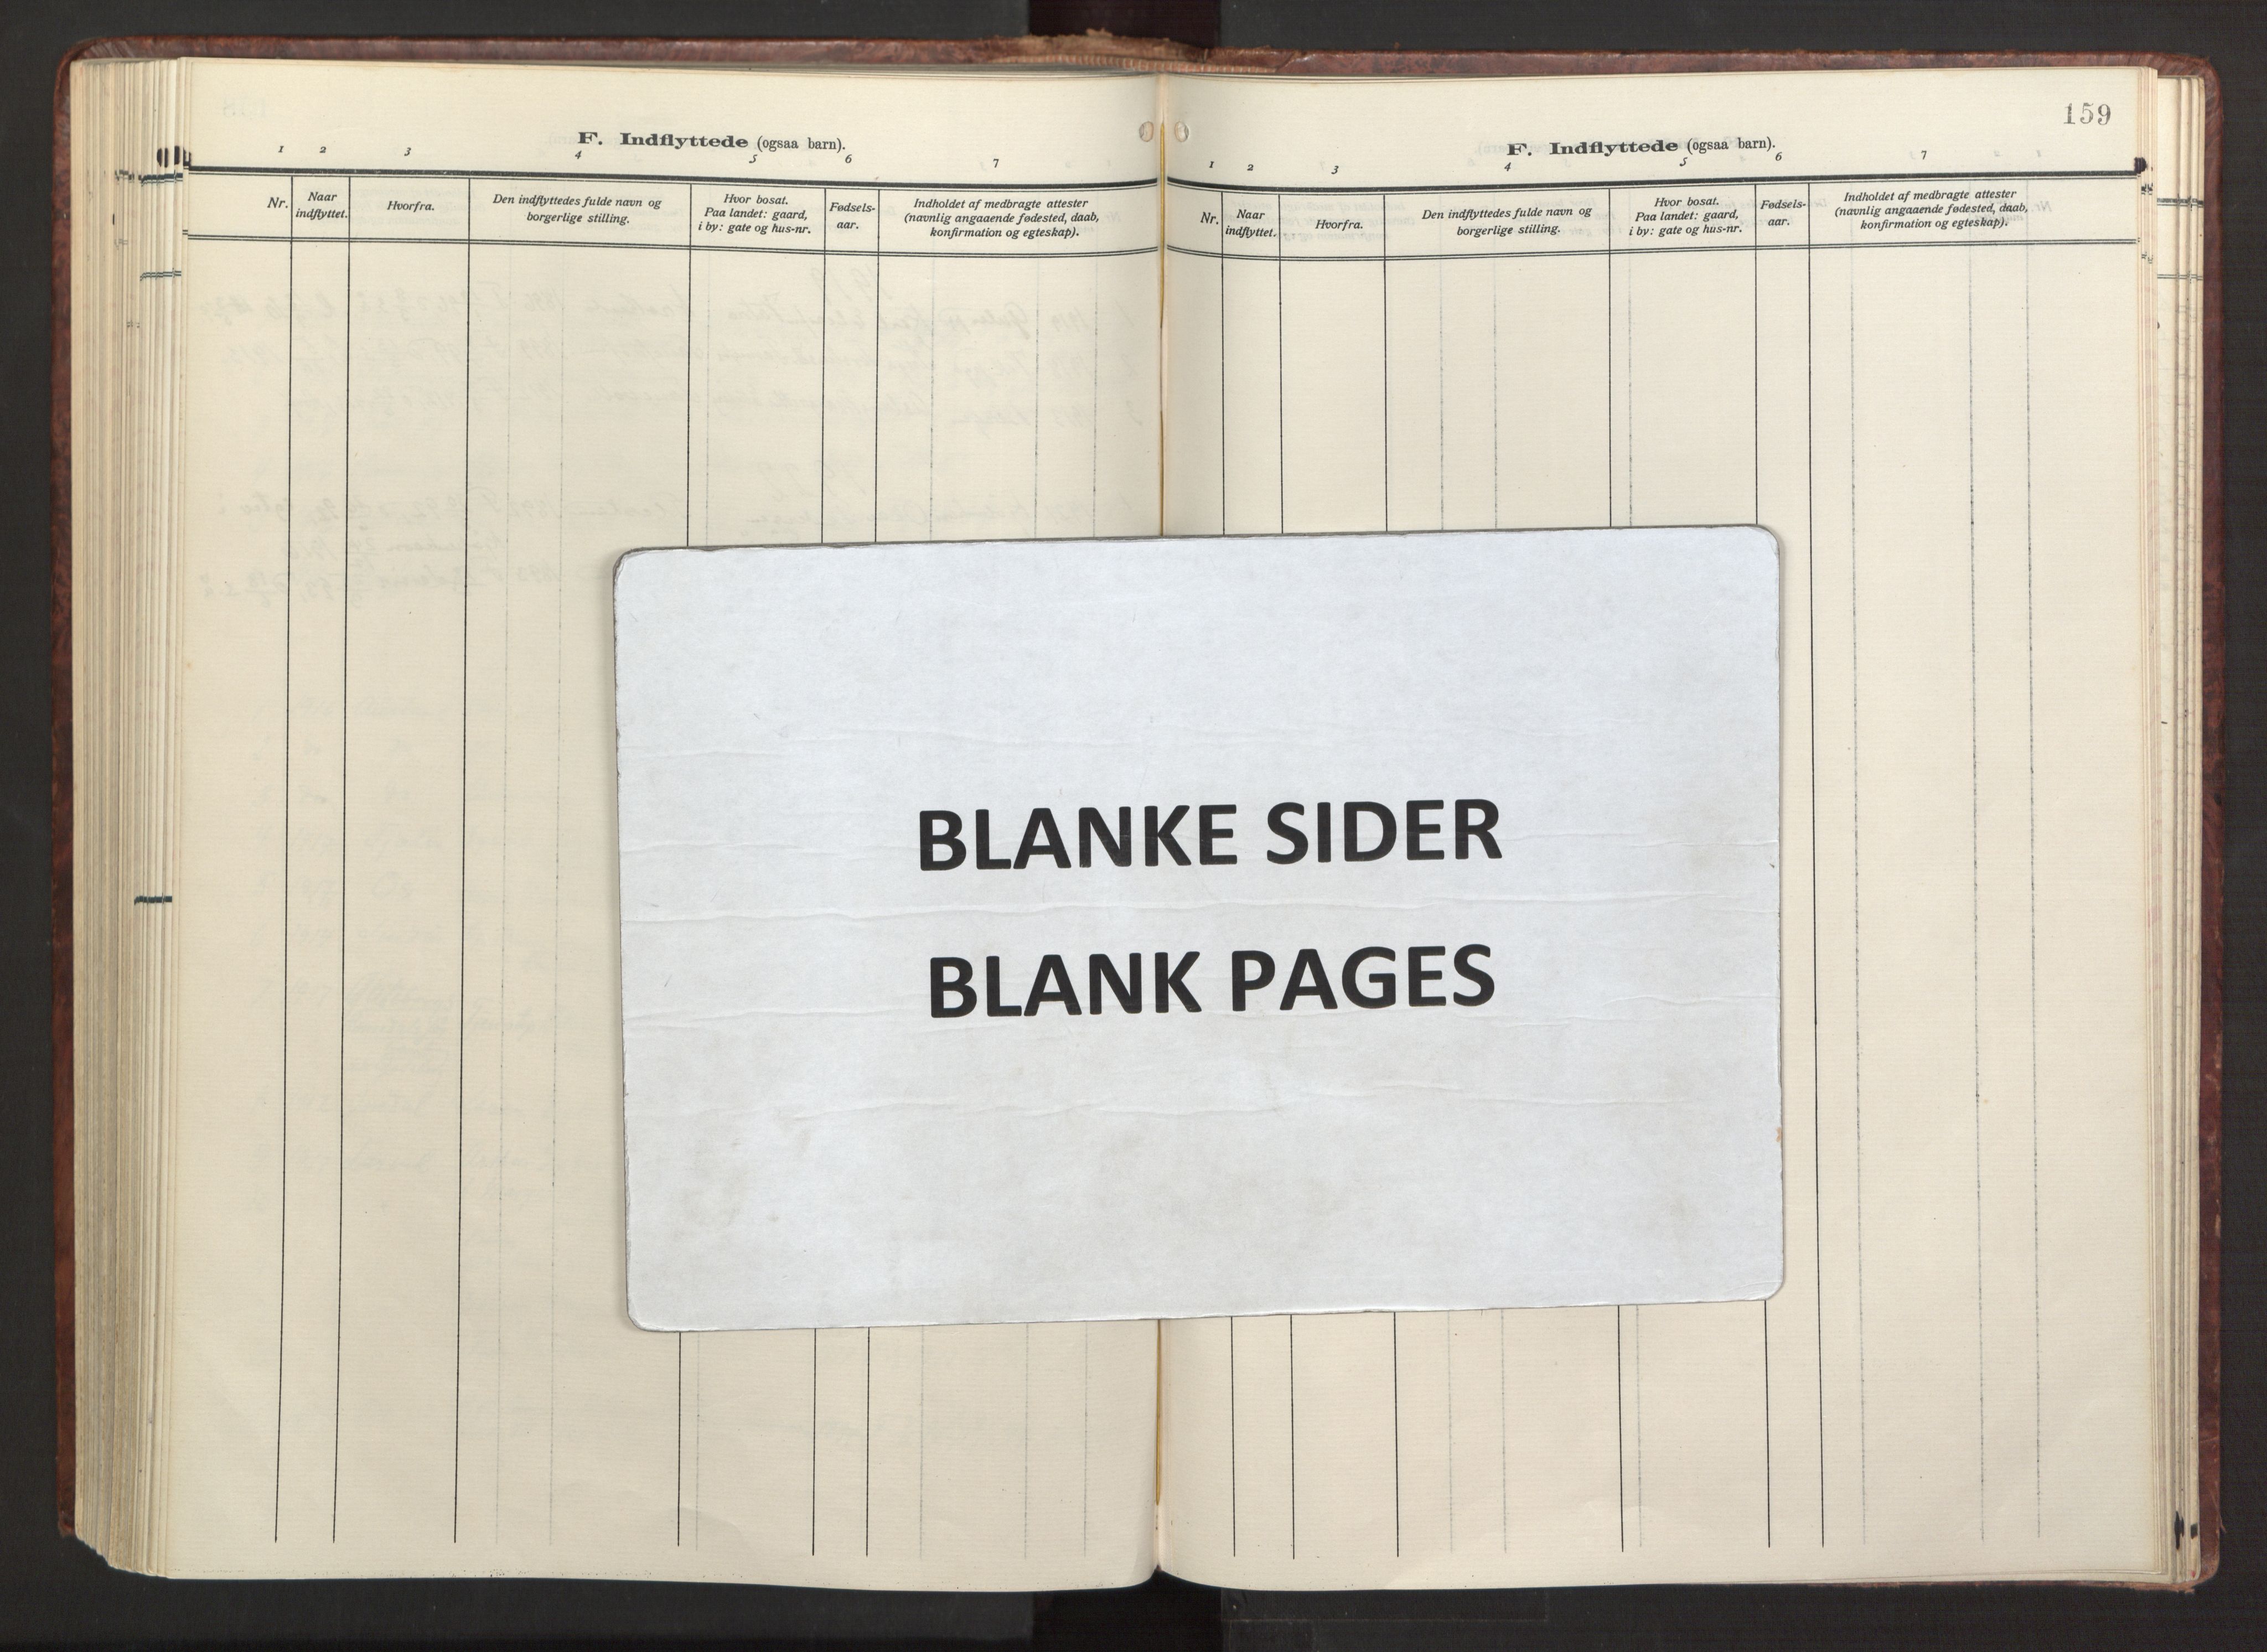 F. Indflyttede (ogsaa barn).
1 2 3 4 5 6 7
Nr.
Naar
indflyttet.
Hvorfra.
Den indflyttedes fulde navn og
borgerlige stilling.
Hvor bosat.
Paa landet: gaard,
i by: gate og hus-nr.
Fødsels-
aar.
Indholdet af medbragte attester
(navnlig angaaende fødested, daab,
konfirmation og egteskap).
159
F. Indflyttede (ogsaa barn).
1 2 3 4 5 6 7
Nr.
Naar
indflyttet.
Hvorfra.
Den indflyttedes fulde navn og
borgerlige stilling.
Hvor bosat.
Paa landet: gaard,
i by: gate og hus-nr.
Fødsels-
aar.
Indholdet af medbragte attester
(navnlig angaaende fødested, daab,
konfirmation og egteskap).
BLANKE SIDER
BLANK PAGES